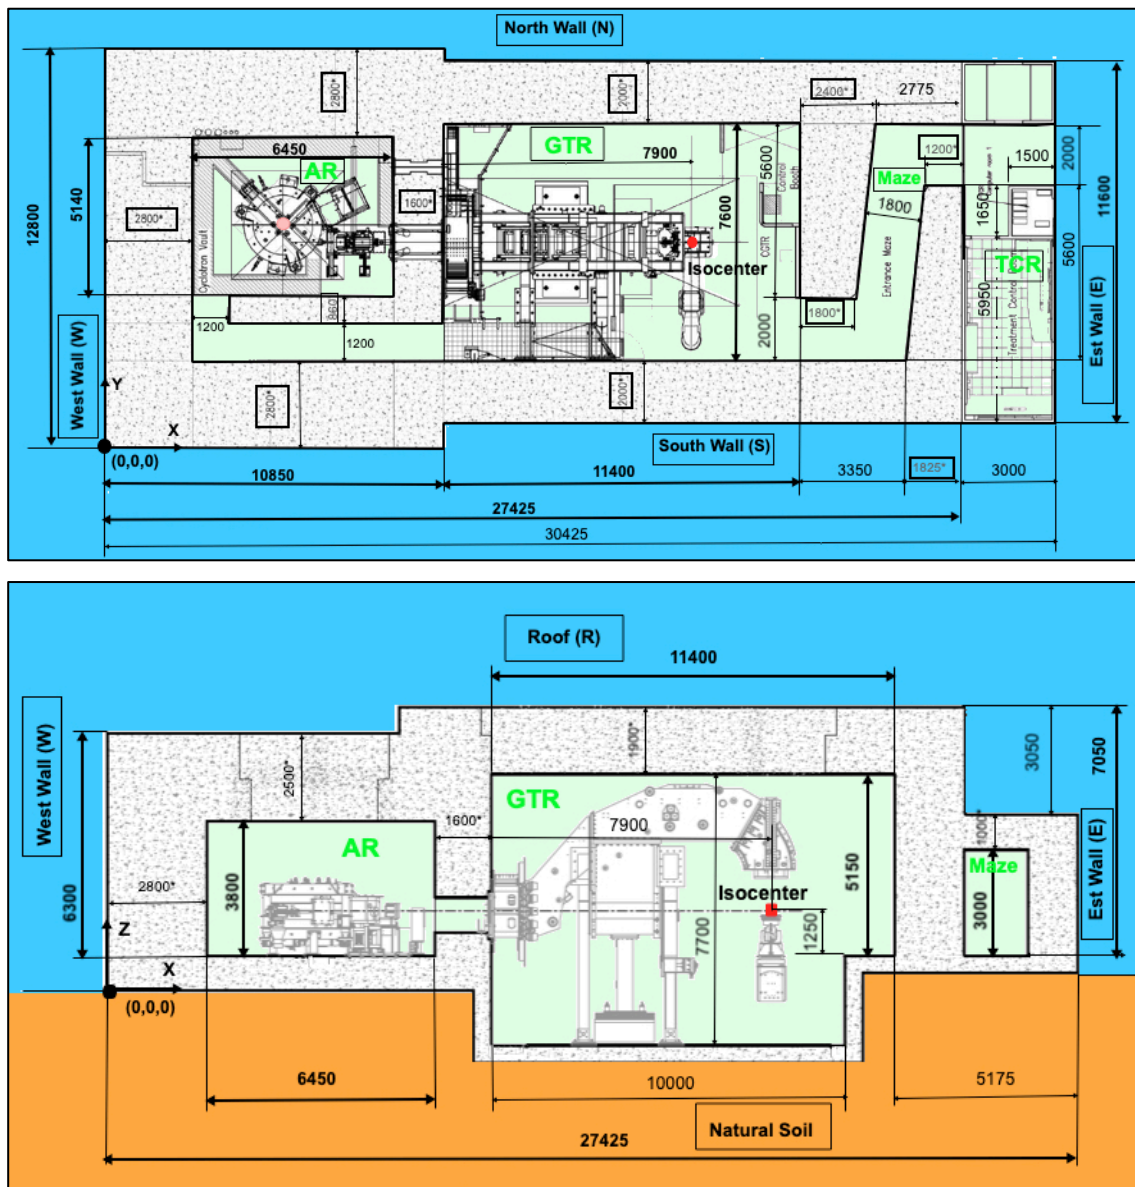 North Wall (N)
2800*
2000*
2400*
2775
6450
AR
GTR
7900
5600
Control
Booth
1200*
1500
2000
Maze
12800
5140
2800*
1600*
7600
1800
1650
11600
5600
Cyclotron Vault
Isocenter
CGTR
Entrance Maze
TCR
5950
860
1200
1200
1800*
2000
West Wall (W)
Est Wall (E)
2800*
2000*
Y
X
(0,0,0)
South Wall (S)
10850
11400
3350
1825*
3000
27425
30425
Roof (R)
11400
West Wall (W)
6300
2500*
1900*
3050
7050
GTR
1600*
7900
AR
3800
2800*
Isocenter
5150
1250
7700
1000*
Maze
3000
Est Wall (E)
Z
X
(0,0,0)
6450
10000
5175
Natural Soil
27425